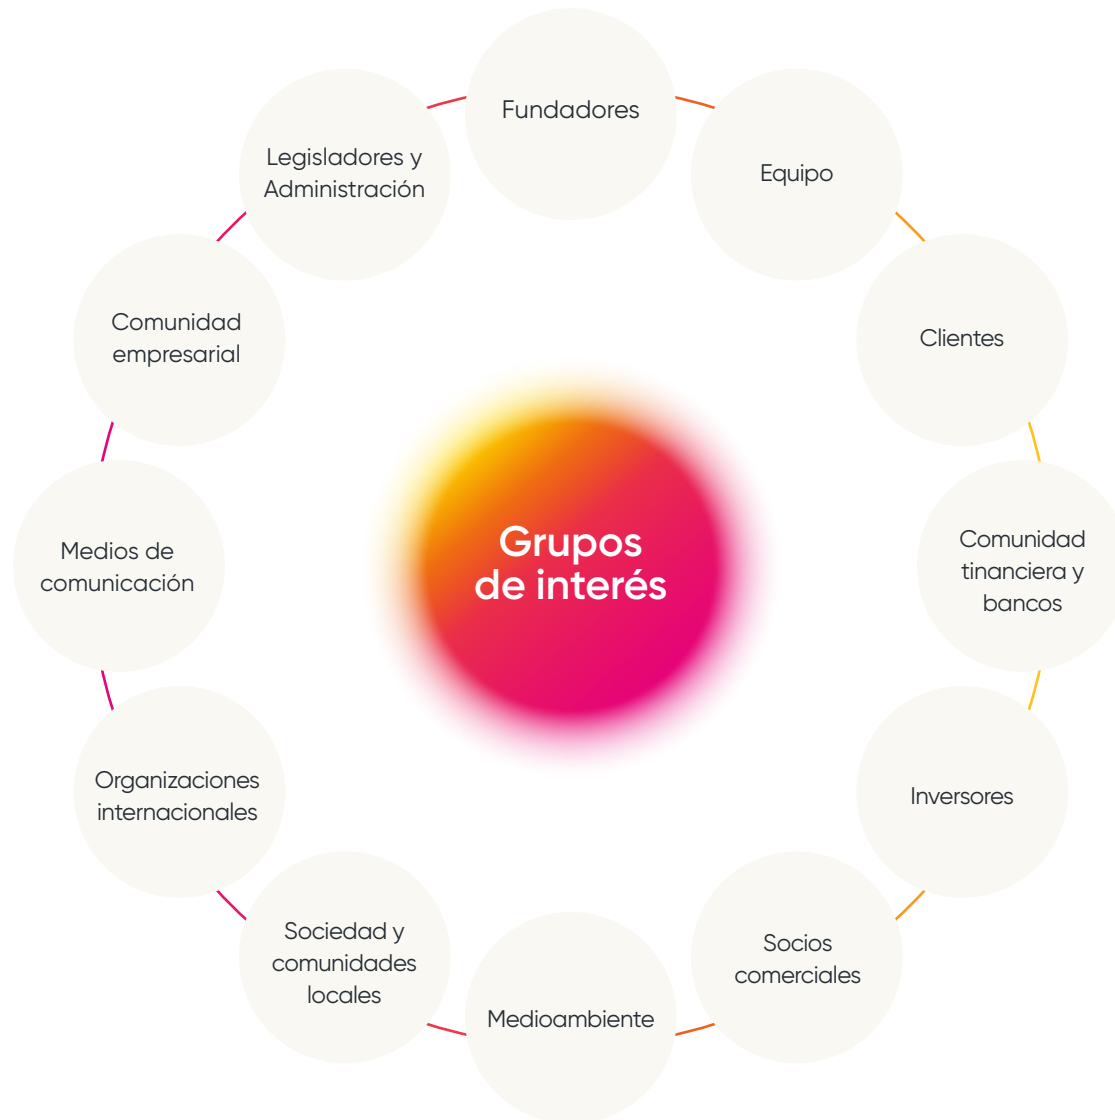 Fundadores
Equipo
Clientes
Comunidad
tinanciera y
bancos
Inversores
Socios
comerciales
Medioambiente
Sociedad y
comunidades
locales
Organizaciones
internacionales
Medios de
comunicación
Comunidad
empresarial
Legisladores y
Administración
Grupos
de interés